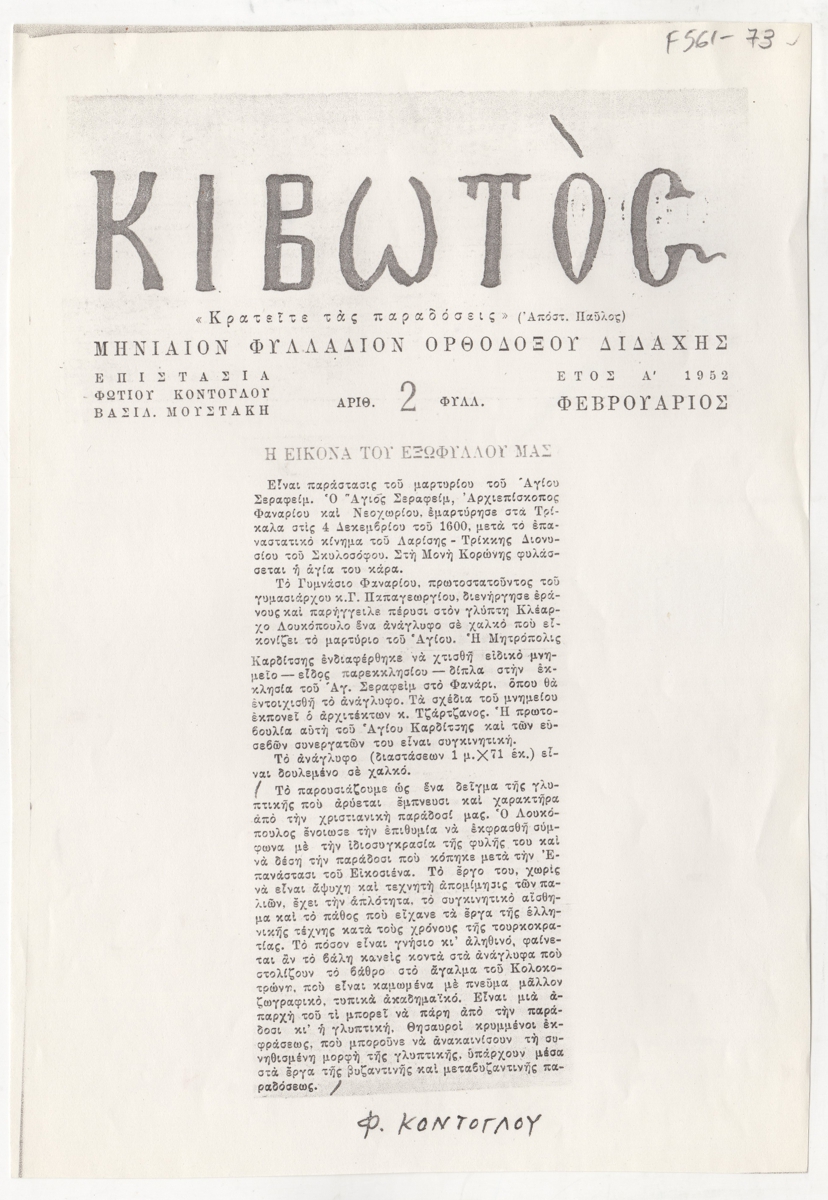 F561-73
ΚΙΒΩΤὸΣ
«Κρατεῖτε τὰς παραδόσεις» (Ἀπόστ. Παῦλος)
ΜΗΝΙΑΙΟΝ ΦΥΛΛΑΔΙΟΝ ΟΡΘΟΔΟΞΟΥ ΔΙΔΑΧΗΣ
ΕΠΙΣΤΑΣΙΑ
ΦΩΤΙΟΥ ΚΟΝΤΟΓΛΟΥ
ΒΑΣΙΛ. ΜΟΥΣΤΑΚΗ
ΑΡΙΘ. 2 ΦΥΛΛ.
ΕΤΟΣ Α' 1952
ΦΕΒΡΟΥΑΡΙΟΣ
Η ΕΙΚΟΝΑ ΤΟΥ ΕΞΩΦΥΛΛΟΥ ΜΑΣ
Εἶναι παράστασις τοῦ μαρτυρίου τοῦ Ἁγίου
Σεραφείμ. Ὁ Ἅγιος Σεραφείμ, Ἀρχιεπίσκοπος
Φαναρίου καὶ Νεοχωρίου, ἐμαρτύρησε στὰ Τρί-
καλα στὶς 4 Δεκεμβρίου τοῦ 1600, μετὰ τὸ ἐπα-
ναστατικὸ κίνημα τοῦ Λαρίσης - Τρίκκης Διονυ-
σίου τοῦ Σκυλοσόφου. Στὴ Μονὴ Κορώνης φυλάσ-
σεται ἡ ἁγία του κάρα.
Τὸ Γυμνάσιο Φαναρίου, πρωτοστατοῦντος τοῦ
γυμασιάρχου κ.Γ. Παπαγεωργίου, διενήργησε ἐρά-
νους καὶ παρήγγειλε πέρυσι στὸν γλύπτη Κλέαρ-
χο Λουκόπουλο ἕνα ἀνάγλυφο σὲ χαλκὸ ποὺ εἰ-
κονίζει τὸ μαρτύριο τοῦ Ἁγίου. Ἡ Μητρόπολις
Καρδίτσης ἐνδιαφέρθηκε νὰ χτισθῆ εἰδικὸ μνη-
μεῖο — εἶδος παρεκκλησίου — δίπλα στὴν ἐκ-
κλησία τοῦ Ἁγ. Σεραφεὶμ στὸ Φανάρι, ὅπου θὰ
ἐντοιχισθῆ τὸ ἀνάγλυφο. Τὰ σχέδια τοῦ μνημείου
ἐκπονεῖ ὁ ἀρχιτέκτων κ. Τζάρτζανος. Ἡ πρωτο-
βουλία αὐτὴ τοῦ Ἁγίου Καρδίτσης καὶ τῶν εὐ-
σεβῶν συνεργατῶν του εἶναι συγκινητική.
Τὸ ἀνάγλυφο (διαστάσεων 1 μ.×71 ἐκ.) εἶ-
ναι δουλεμένο σὲ χαλκό.
/ Τὸ παρουσιάζουμε ὡς ἕνα δεῖγμα τῆς γλυ-
πτικῆς ποὺ ἀρύεται ἔμπνευσι καὶ χαρακτήρα
ἀπὸ τὴν χριστιανικὴ παράδοσί μας. Ὁ Λουκό-
πουλος ἔνοιωσε τὴν ἐπιθυμία νὰ ἐκφρασθῆ σύμ-
φωνα μὲ τὴν ἰδιοσυγκρασία τῆς φυλῆς του καὶ
νὰ δέση τὴν παράδοσι ποὺ κόπηκε μετὰ τὴν Ἐ-
πανάστασι τοῦ Εἰκοσιένα. Τὸ ἔργο του, χωρὶς
νὰ εἶναι ἄψυχη καὶ τεχνητὴ ἀπομίμησις τῶν πα-
λιῶν, ἔχει τὴν ἁπλότητα, τὸ συγκινητικὸ αἴσθη-
μα καὶ τὸ πάθος ποὺ εἴχανε τὰ ἔργα τῆς ἑλλη-
νικῆς τέχνης κατὰ τοὺς χρόνους τῆς τουρκοκρα-
τίας. Τὸ πόσον εἶναι γνήσιο κι' ἀληθινό, φαίνε-
ται ἂν τὸ βάλη κανεὶς κοντὰ στὰ ἀνάγλυφα ποὺ
στολίζουν τὸ βάθρο στὸ ἄγαλμα τοῦ Κολοκο-
τρώνη, ποὺ εἶναι καμωμένα μὲ πνεῦμα μᾶλλον
ζωγραφικό, τυπικὰ ἀκαδημαϊκό. Εἶναι μιὰ ἀ-
παρχὴ τοῦ τί μπορεῖ νὰ πάρη ἀπὸ τὴν παρά-
δοσι κι' ἡ γλυπτική. Θησαυροὶ κρυμμένοι ἐκ-
φράσεως, ποὺ μποροῦνε νὰ ἀνακαινίσουν τὴ συ-
νηθισμένη μορφὴ τῆς γλυπτικῆς, ὑπάρχουν μέσα
στὰ ἔργα τῆς βυζαντινῆς καὶ μεταβυζαντινῆς πα-
ραδόσεως. /
Φ. ΚΟΝΤΟΓΛΟΥ